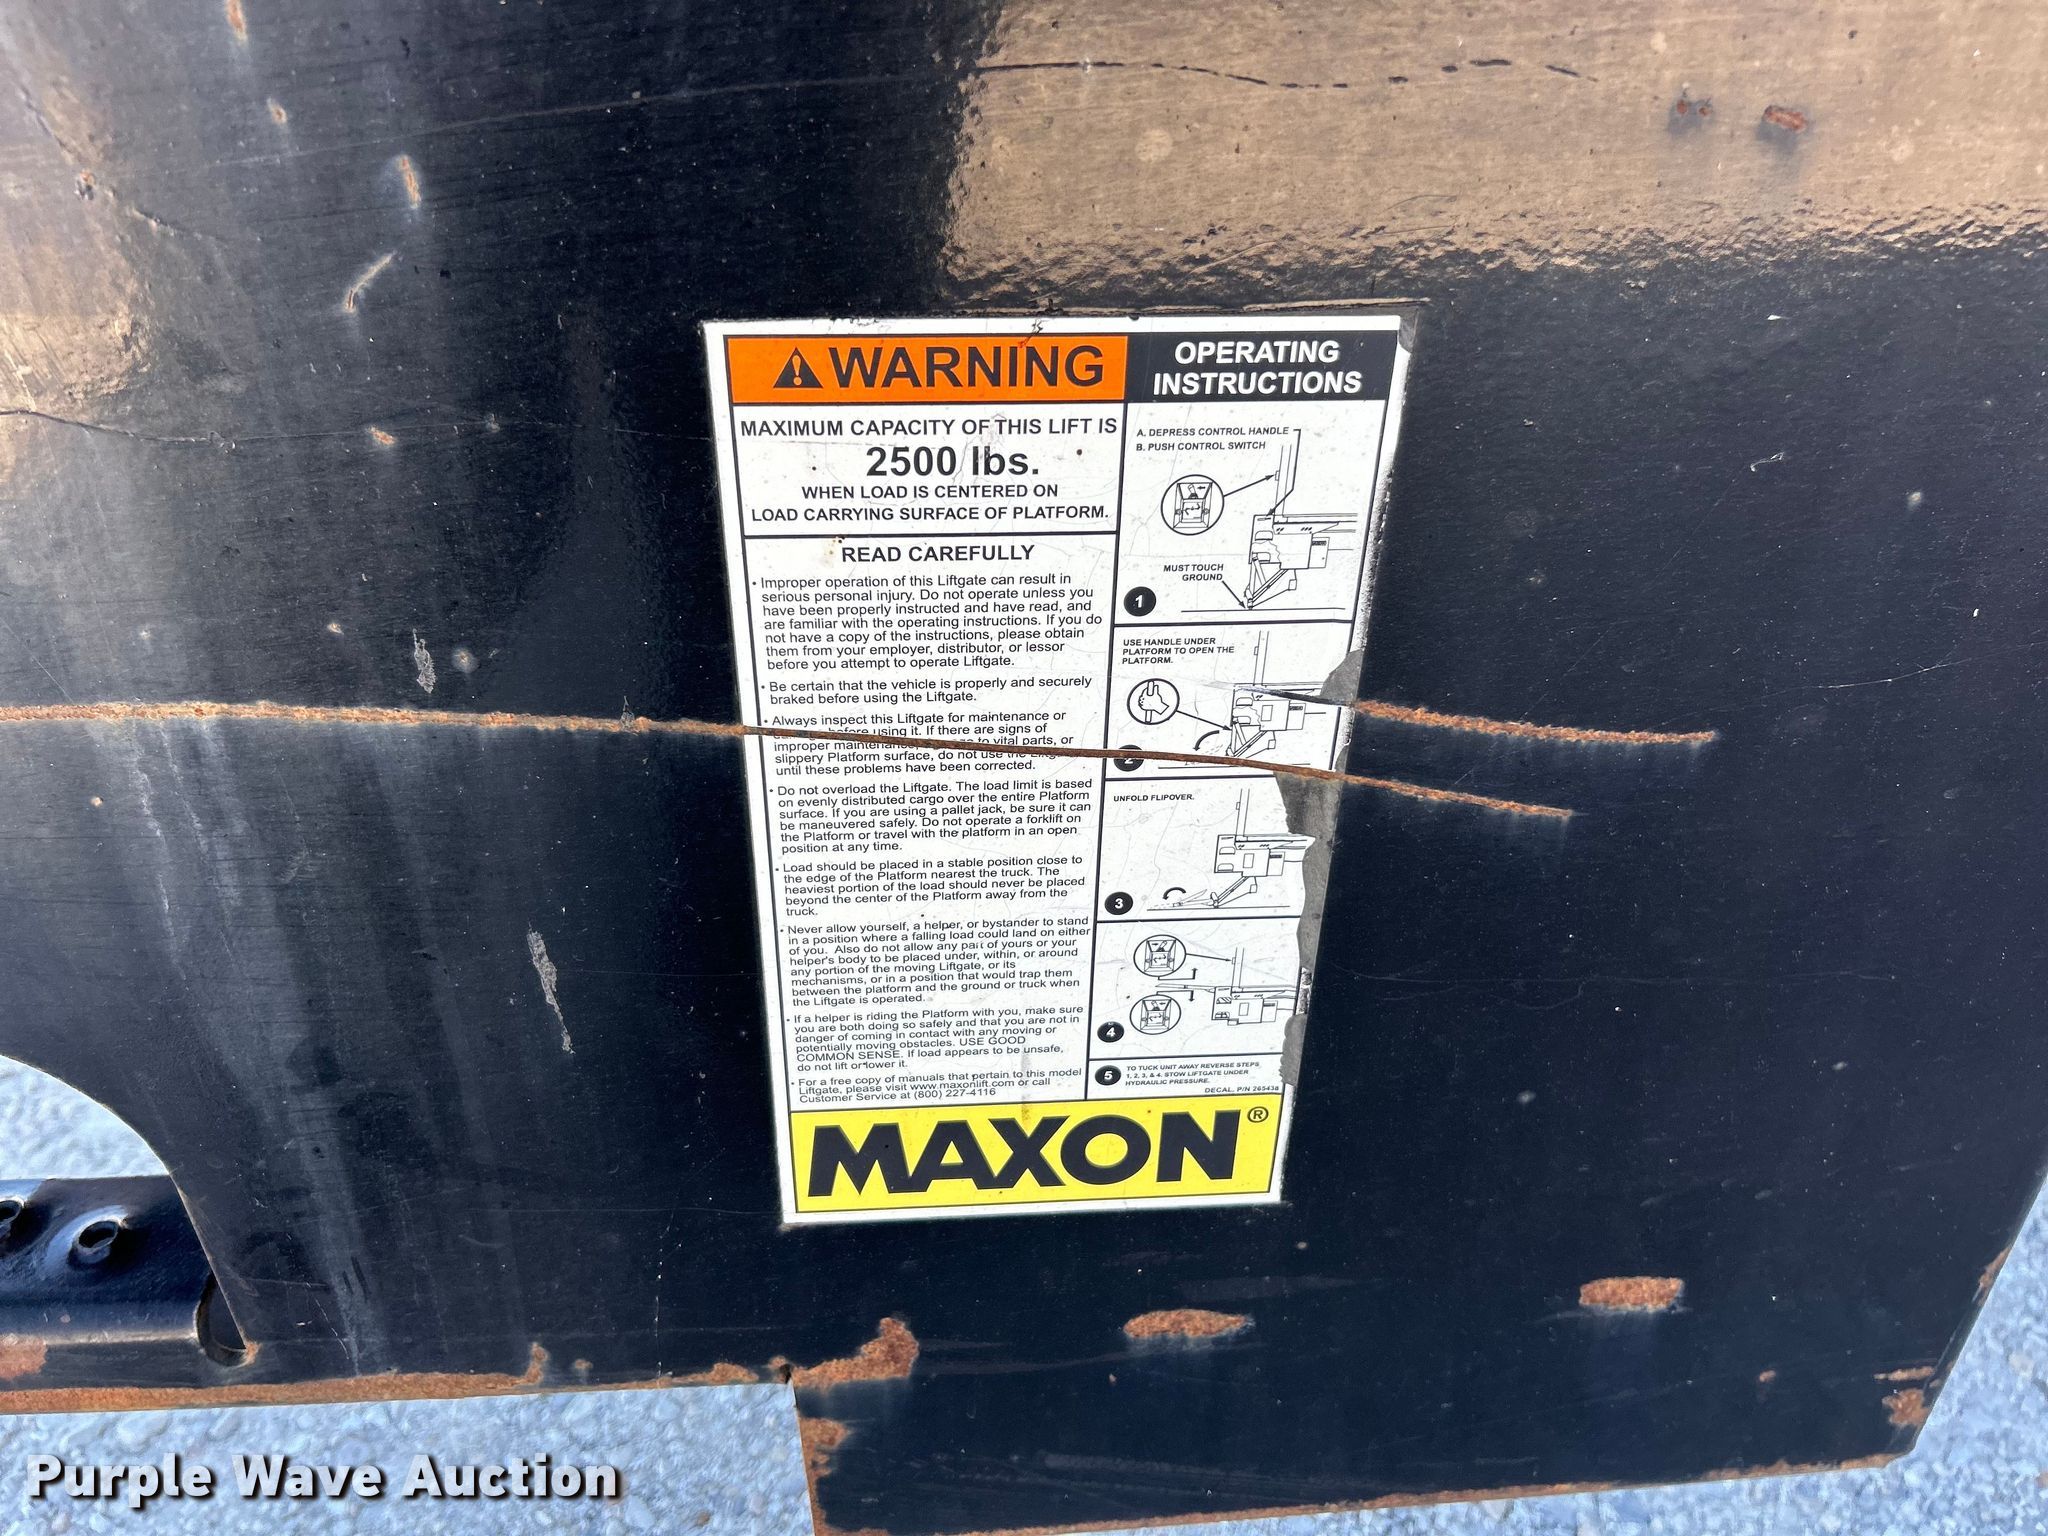 WARNING
MAXIMUM CAPACITY OF THIS LIFT IS
2500 lbs.
WHEN LOAD IS CENTERED ON
LOAD CARRYING SURFACE OF PLATFORM.
READ CAREFULLY
• Improper operation of this Liftgate can result in
serious personal injury. Do not operate unless you
have been properly instructed and have read, and
are familiar with the operating instructions. If you do
not have a copy of the instructions, please obtain
them from your employer, distributor, or lessor
before you attempt to operate Liftgate.
• Be certain that the vehicle is properly and securely
braked before using the Liftgate.
• Always inspect this Liftgate for maintenance or
before using it. If there are signs of
improper maintenance, to vital parts, or
slippery Platform surface, do not use the
until these problems have been corrected.
• Do not overload the Liftgate. The load limit is based
on evenly distributed cargo over the entire Platform
surface. If you are using a pallet jack, be sure it can
be maneuvered safely. Do not operate a forklift on
the Platform or travel with the platform in an open
position at any time.
• Load should be placed in a stable position close to
the edge of the Platform nearest the truck. The
heaviest portion of the load should never be placed
beyond the center of the Platform away from the
truck.
• Never allow yourself, a helper, or bystander to stand
in a position where a falling load could land on either
of you. Also do not allow any part of yours or your
helper's body to be placed under, within, or around
any portion of the moving Liftgate, or its
mechanisms, or in a position that would trap them
between the platform and the ground or truck when
the Liftgate is operated.
• If a helper is riding the Platform with you, make sure
you are both doing so safely and that you are not in
danger of coming in contact with any moving or
potentially moving obstacles. USE GOOD
COMMON SENSE. If load appears to be unsafe,
do not lift or lower it.
• For a free copy of manuals that pertain to this model
Liftgate, please visit www.maxonlift.com or call
Customer Service at (800) 227-4116
OPERATING
INSTRUCTIONS
A. DEPRESS CONTROL HANDLE
B. PUSH CONTROL SWITCH
MUST TOUCH
GROUND
1
USE HANDLE UNDER
PLATFORM TO OPEN THE
PLATFORM.
2
UNFOLD FLIPOVER.
3
4
5
TO TUCK UNIT AWAY REVERSE STEPS
1, 2, 3, & 4. STOW LIFTGATE UNDER
HYDRAULIC PRESSURE.
DECAL, P/N 265438
MAXON®
Purple Wave Auction